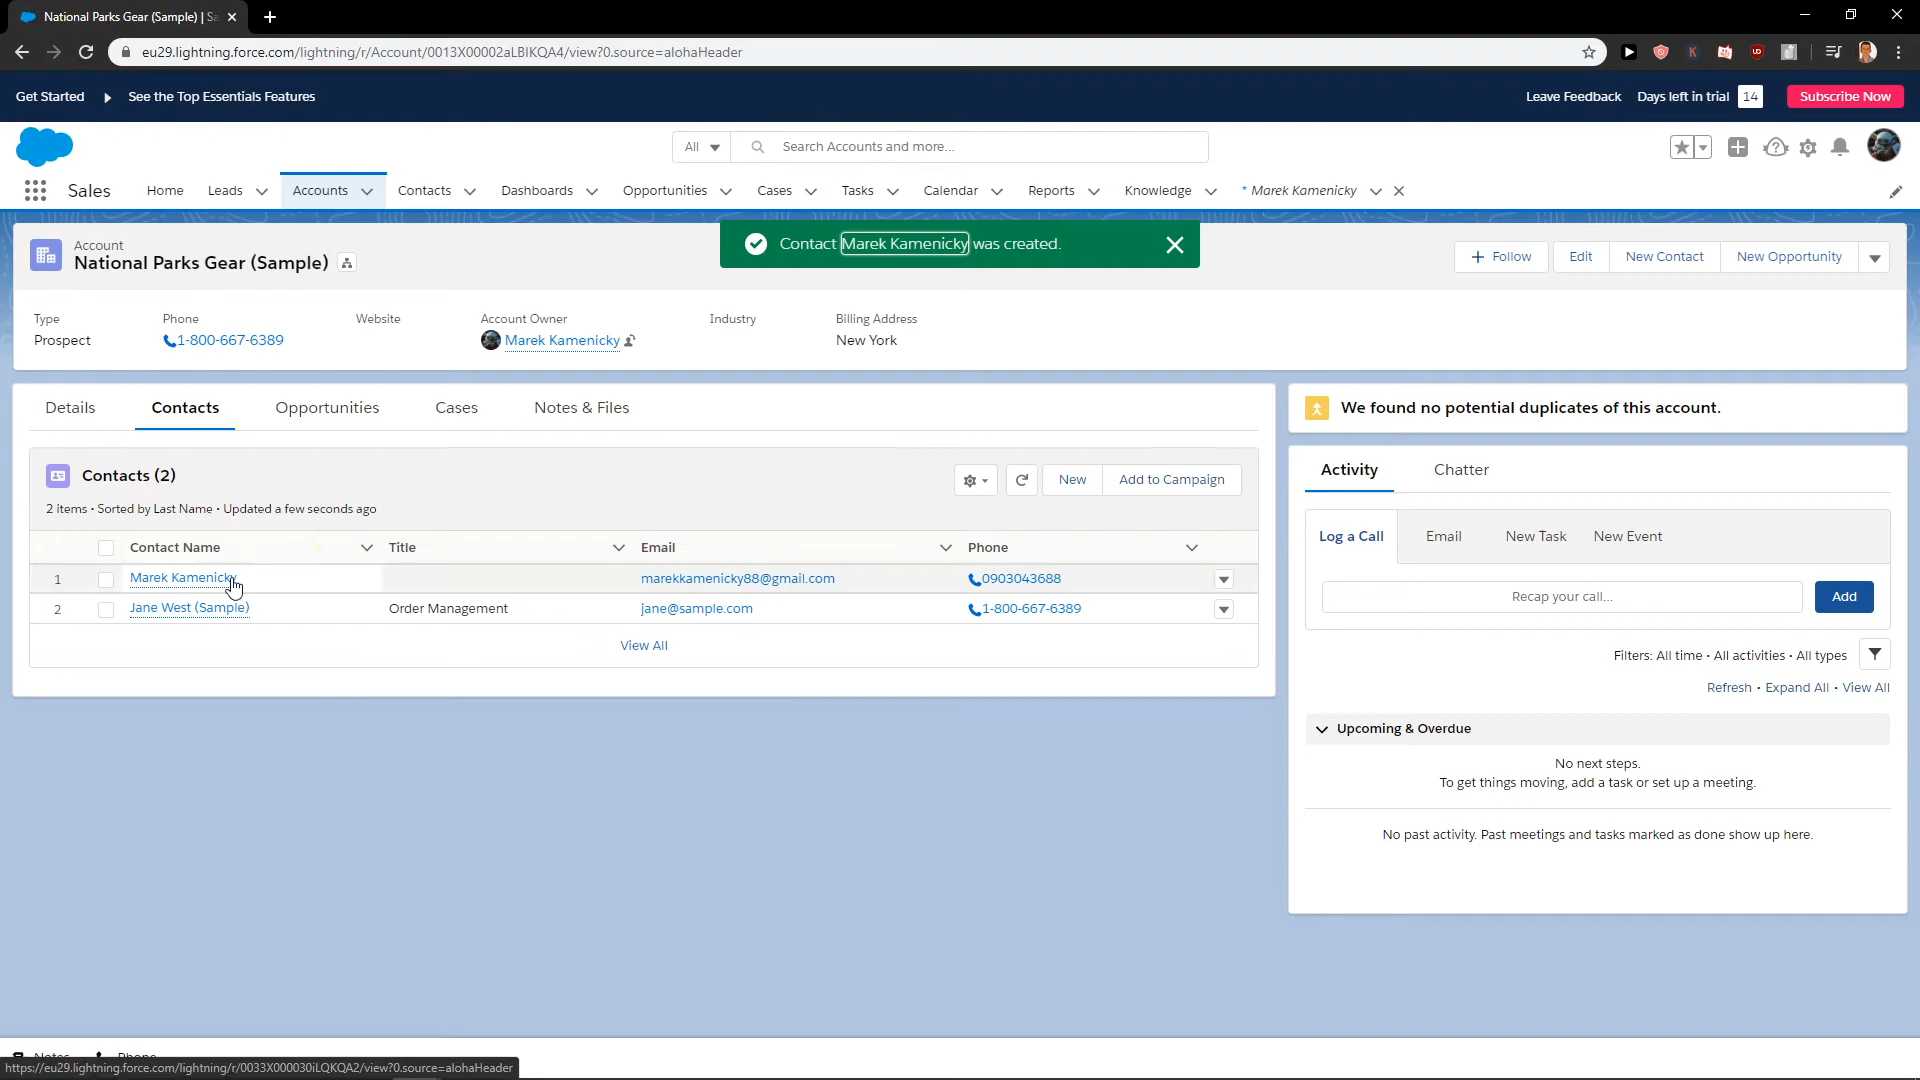 National Parks Gear (Sample) | Sa
eu29.lightning.force.com/lightning/r/Account/0013X00002aLBIKQA4/view?0.source=alohaHeader
Get Started
See the Top Essentials Features
Leave Feedback
Days left in trial
14
Subscribe Now
All
Search Accounts and more...
Sales
Home
Leads
Accounts
Contacts
Dashboards
Opportunities
Cases
Tasks
Calendar
Reports
Knowledge
* Marek Kamenicky
Contact Marek Kamenicky was created.
Account
National Parks Gear (Sample)
Follow
Edit
New Contact
New Opportunity
Type
Phone
Website
Account Owner
Industry
Billing Address
Prospect
1-800-667-6389
Marek Kamenicky
New York
Details
Contacts
Opportunities
Cases
Notes & Files
We found no potential duplicates of this account.
Contacts (2)
2 items • Sorted by Last Name • Updated a few seconds ago
New
Add to Campaign
Contact Name
Title
Email
Phone
1
Marek Kamenicky
marekkamenicky88@gmail.com
0903043688
2
Jane West (Sample)
Order Management
jane@sample.com
1-800-667-6389
View All
Activity
Chatter
Log a Call
Email
New Task
New Event
Recap your call...
Add
Filters: All time • All activities • All types
Refresh • Expand All • View All
Upcoming & Overdue
No next steps.
To get things moving, add a task or set up a meeting.
No past activity. Past meetings and tasks marked as done show up here.
Notes
Phone
https://eu29.lightning.force.com/lightning/r/0033X000030iLQKQA2/view?0.source=alohaHeader